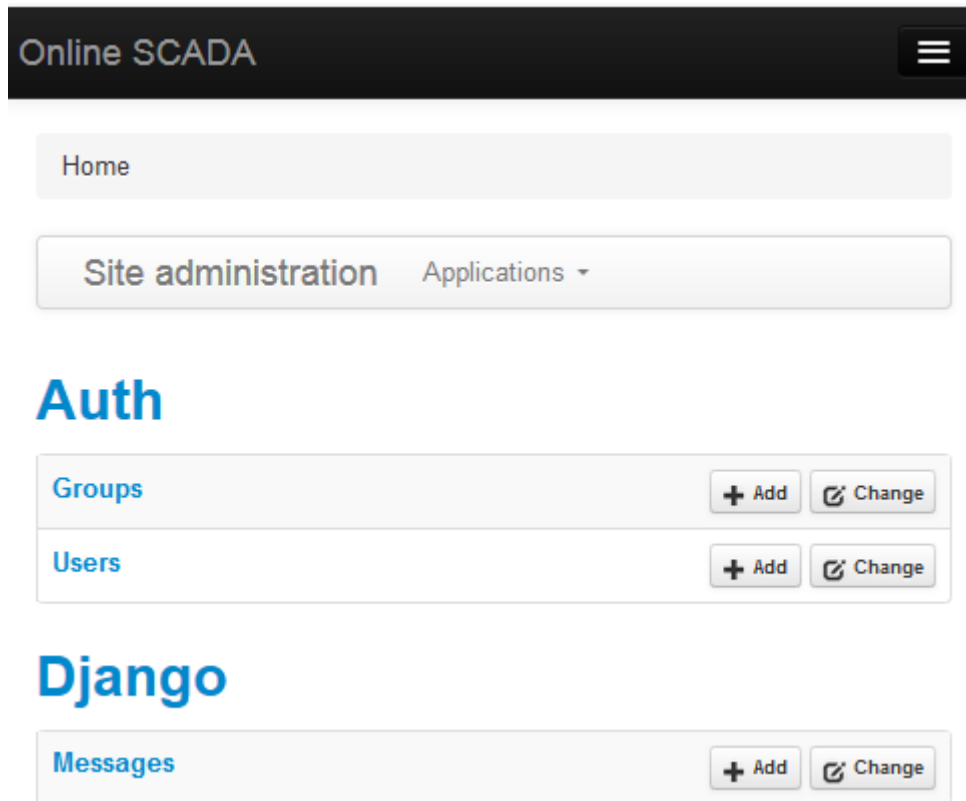 Online SCADA
Home
Site administration Applications
Auth
Groups Add Change
Users Add Change
Django
Messages Add Change